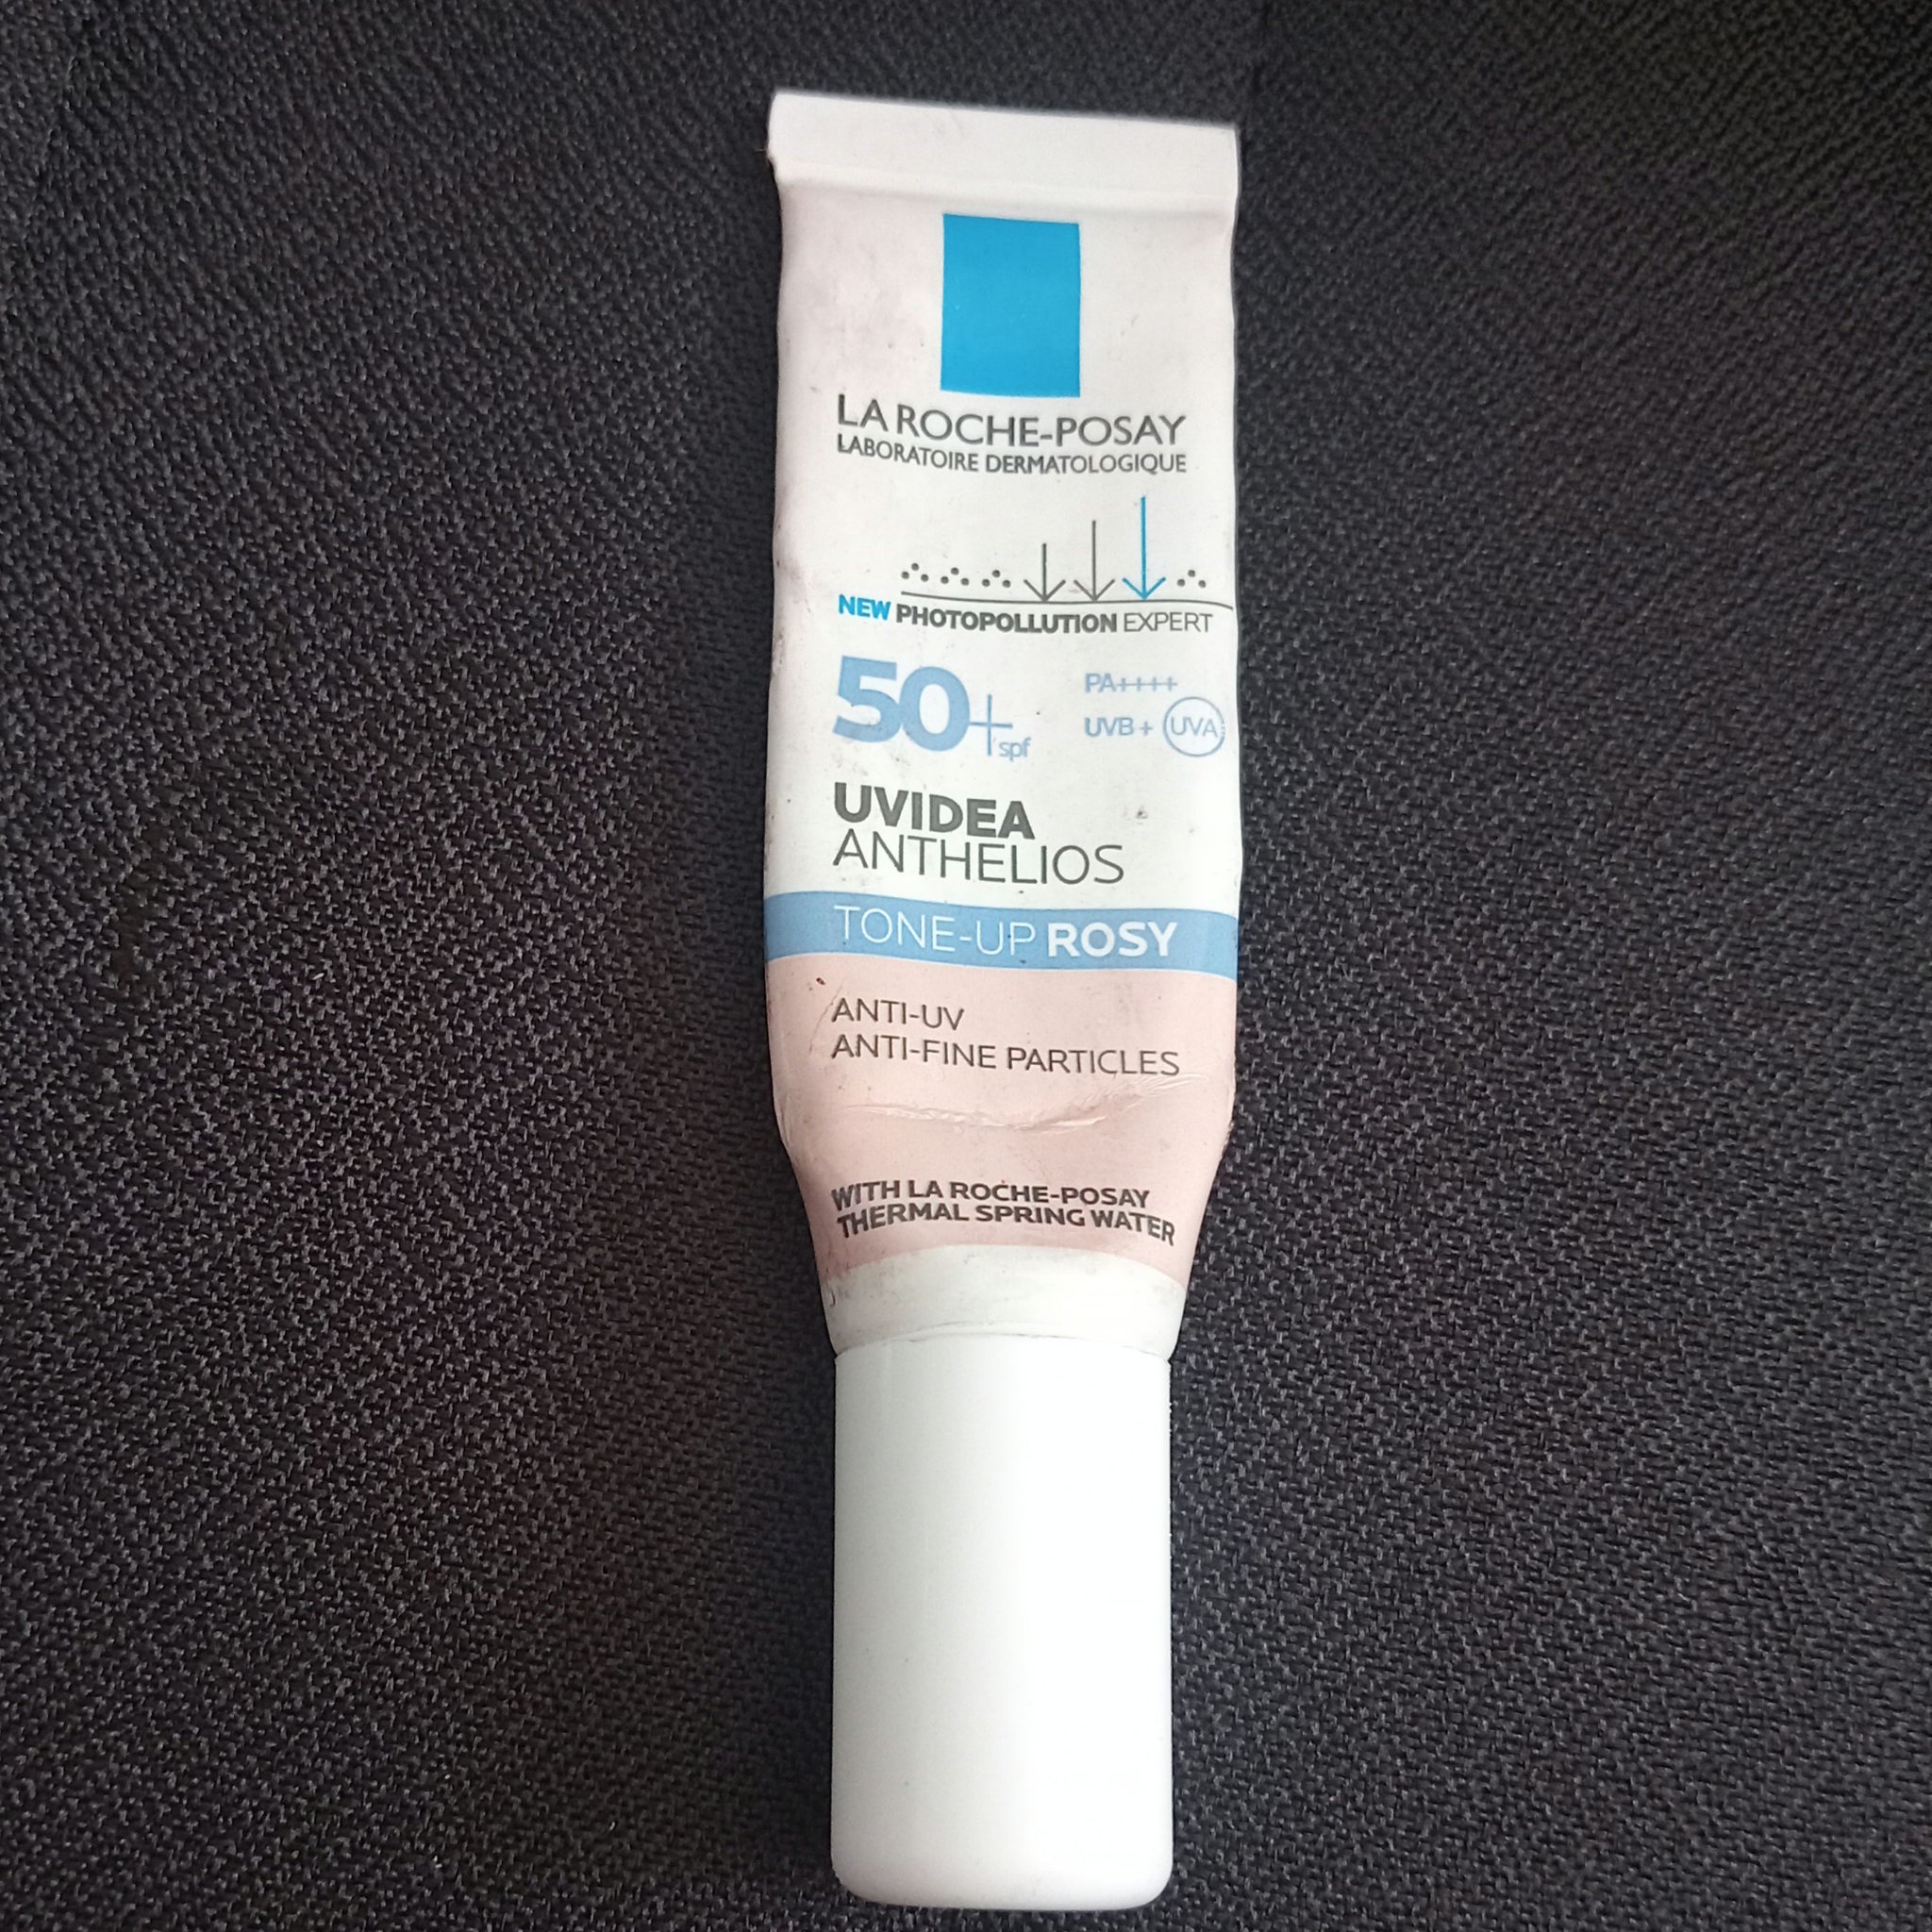 LA ROCHE-POSAY
LABORATOIRE DERMATOLOGIQUE
NEW PHOTOPOLLUTION EXPERT
50+ spf
PA++++
UVB + UVA
UVIDEA
ANTHELIOS
TONE-UP ROSY
ANTI-UV
ANTI-FINE PARTICLES
WITH LA ROCHE-POSAY
THERMAL SPRING WATER